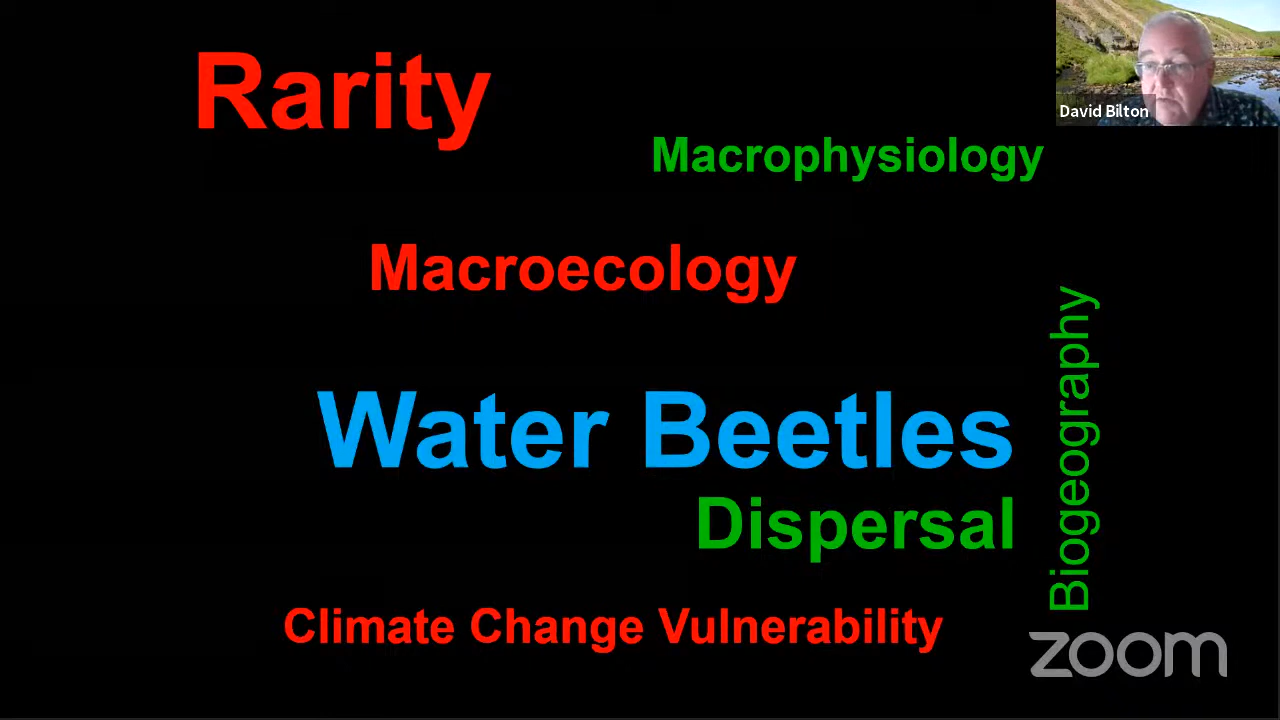 Rarity
David Bilton
Macrophysiology
Macroecology
Biogeography
Water Beetles
Dispersal
Climate Change Vulnerability
zoom